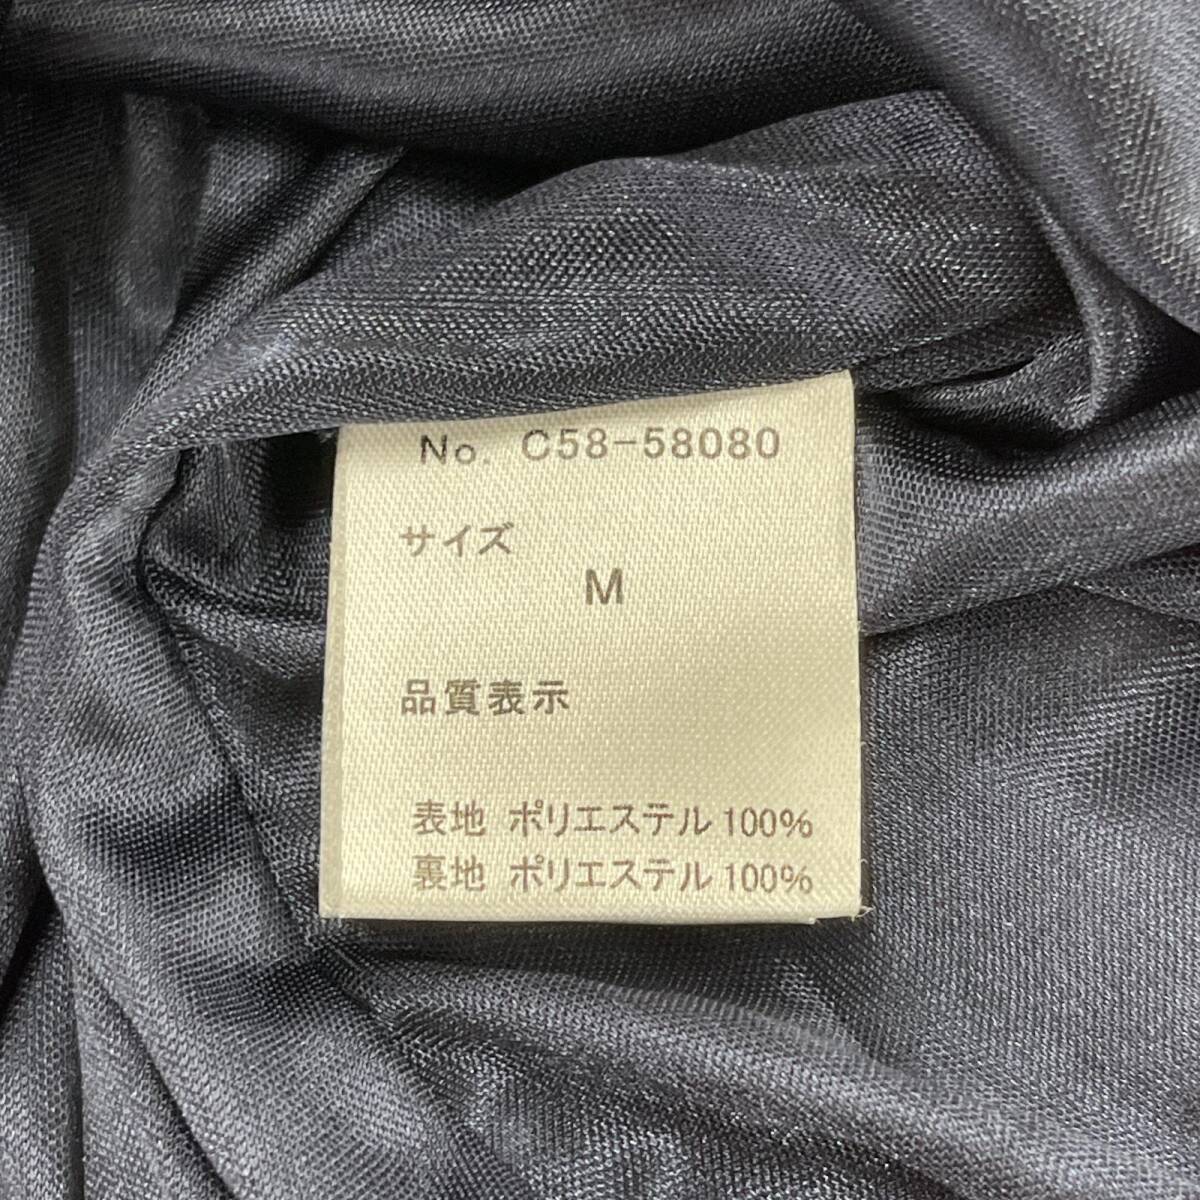 No. C58-58080
サイズ
M
品質表示
表地 ポリエステル 100%
裏地 ポリエステル 100%